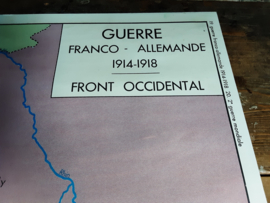 GUERRE
FRANCO - ALLEMANDE
1914-1918
FRONT OCCIDENTAL